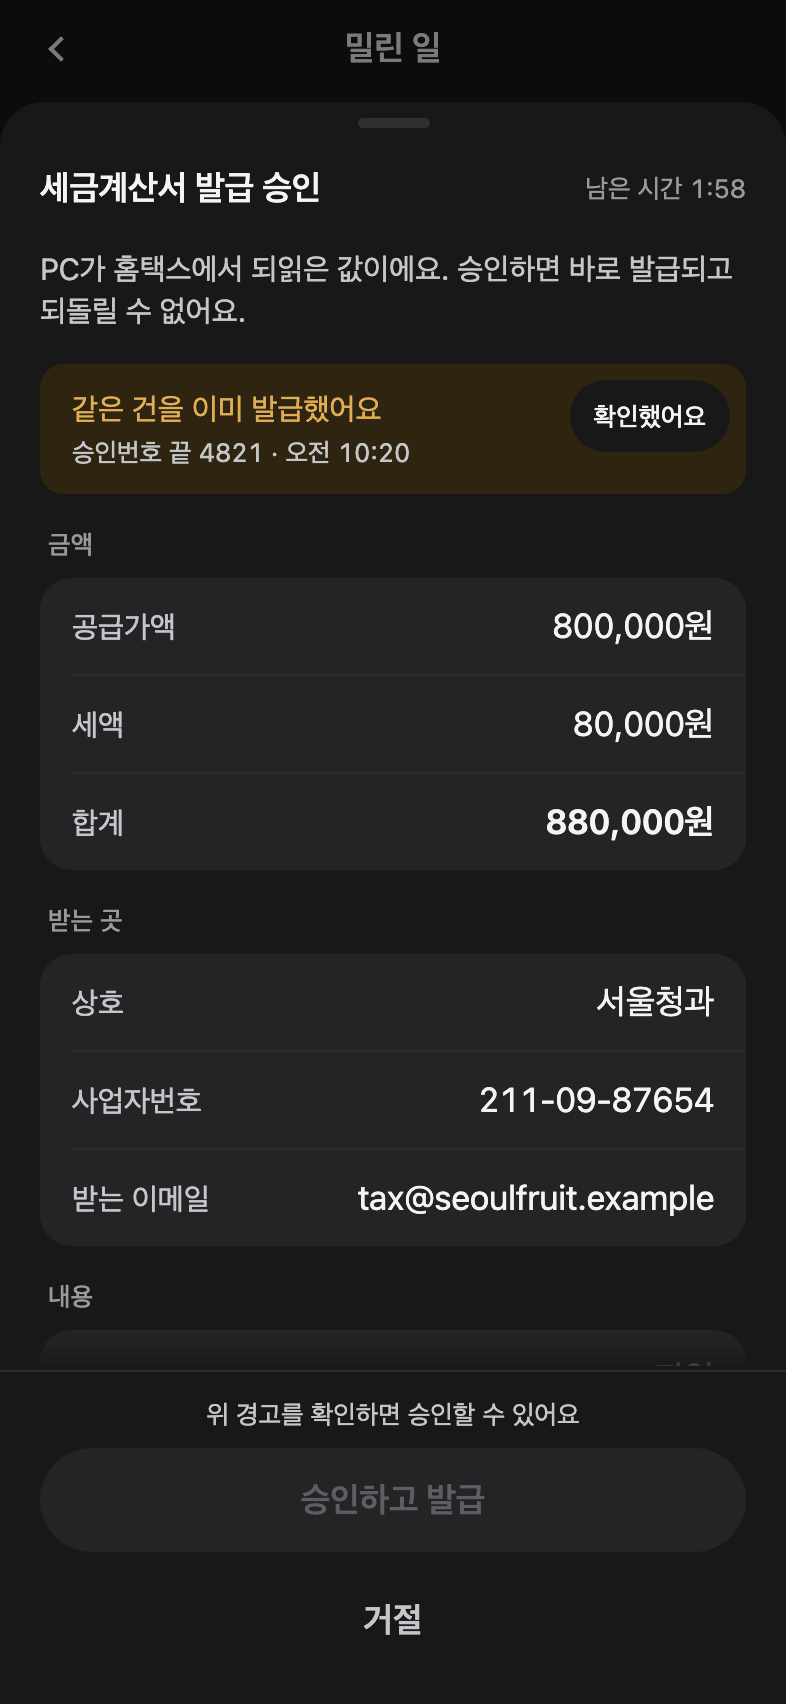 밀린 일
세금계산서 발급 승인
남은 시간 1:58
PC가 홈택스에서 되읽은 값이에요. 승인하면 바로 발급되고
되돌릴 수 없어요.
같은 건을 이미 발급했어요
확인했어요
승인번호 끝 4821 · 오전 10:20
금액
공급가액 800,000원
세액 80,000원
합계 880,000원
받는 곳
상호 서울청과
사업자번호 211-09-87654
받는 이메일 tax@seoulfruit.example
내용
위 경고를 확인하면 승인할 수 있어요
승인하고 발급
거절